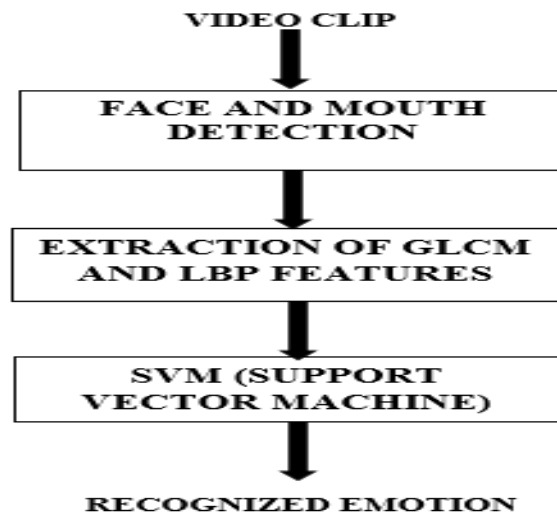 VIDEO CLIP
FACE AND MOUTH
DETECTION
EXTRACTION OF GLCM
AND LBP FEATURES
SVM (SUPPORT
VECTOR MACHINE)
RECOGNIZED EMOTION